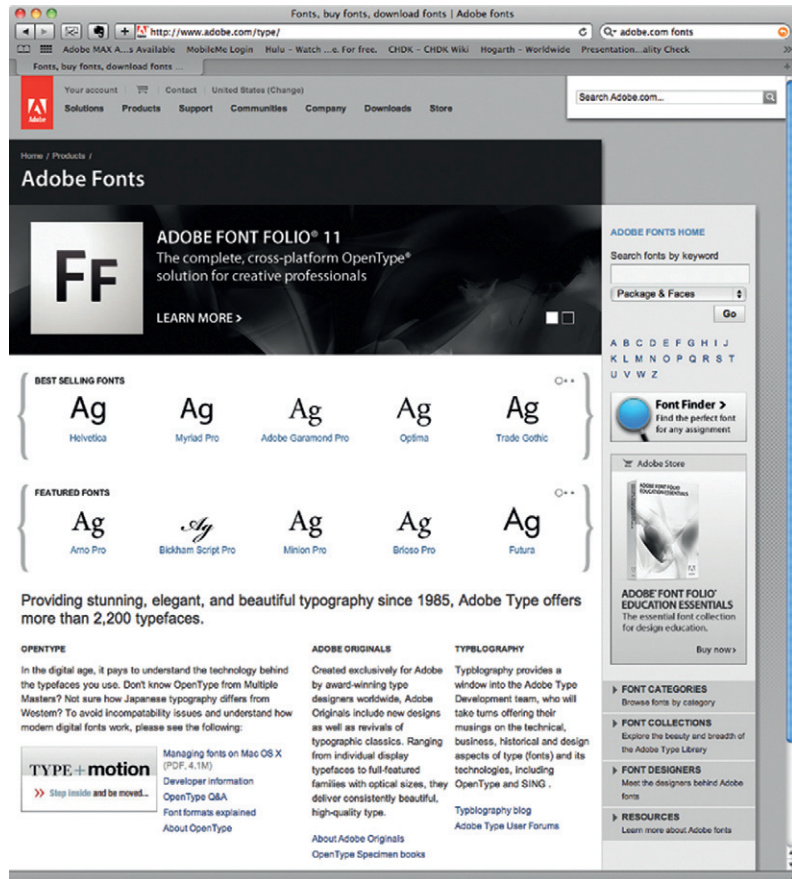 Fonts, buy fonts, download fonts | Adobe fonts
http://www.adobe.com/type/
adobe.com fonts
Adobe MAX A...s Available MobileMe Login Hulu – Watch ...e. For free. CHDK – CHDK Wiki Hogarth – Worldwide Presentation...ality Check
Fonts, buy fonts, download fonts ...
Your account Contact United States (Change)
Search Adobe.com...
Adobe
Solutions Products Support Communities Company Downloads Store
Home / Products /
Adobe Fonts
FF
ADOBE FONT FOLIO® 11
The complete, cross-platform OpenType®
solution for creative professionals
LEARN MORE >
BEST SELLING FONTS
Ag Ag Ag Ag Ag
Helvetica Myriad Pro Adobe Garamond Pro Optima Trade Gothic
FEATURED FONTS
Ag Ag Ag Ag Ag
Arno Pro Bickham Script Pro Minion Pro Brioso Pro Futura
Providing stunning, elegant, and beautiful typography since 1985, Adobe Type offers
more than 2,200 typefaces.
OPENTYPE
In the digital age, it pays to understand the technology behind
the typefaces you use. Don't know OpenType from Multiple
Masters? Not sure how Japanese typography differs from
Western? To avoid incompatability issues and understand how
modern digital fonts work, please see the following:
TYPE+motion
Step inside and be moved...
Managing fonts on Mac OS X
(PDF, 4.1M)
Developer information
OpenType Q&A
Font formats explained
About OpenType
ADOBE ORIGINALS
Created exclusively for Adobe
by award-winning type
designers worldwide, Adobe
Originals include new designs
as well as revivals of
typographic classics. Ranging
from individual display
typefaces to full-featured
families with optical sizes, they
deliver consistently beautiful,
high-quality type.
About Adobe Originals
OpenType Specimen books
TYPBLOGRAPHY
Typblography provides a
window into the Adobe Type
Development team, who will
take turns offering their
musings on the technical,
business, historical and design
aspects of type (fonts) and its
technologies, including
OpenType and SING .
Typblography blog
Adobe Type User Forums
ADOBE FONTS HOME
Search fonts by keyword
Package & Faces
Go
A B C D E F G H I J
K L M N O P Q R S T
U V W Z
Font Finder >
Find the perfect font
for any assignment
Adobe Store
ADOBE FONT FOLIO
EDUCATION ESSENTIALS
ADOBE® FONT FOLIO®
EDUCATION ESSENTIALS
The essential font collection
for design education.
Buy now ›
FONT CATEGORIES
Browse fonts by category
FONT COLLECTIONS
Explore the beauty and breadth of
the Adobe Type Library
FONT DESIGNERS
Meet the designers behind Adobe
fonts
RESOURCES
Learn more about Adobe fonts